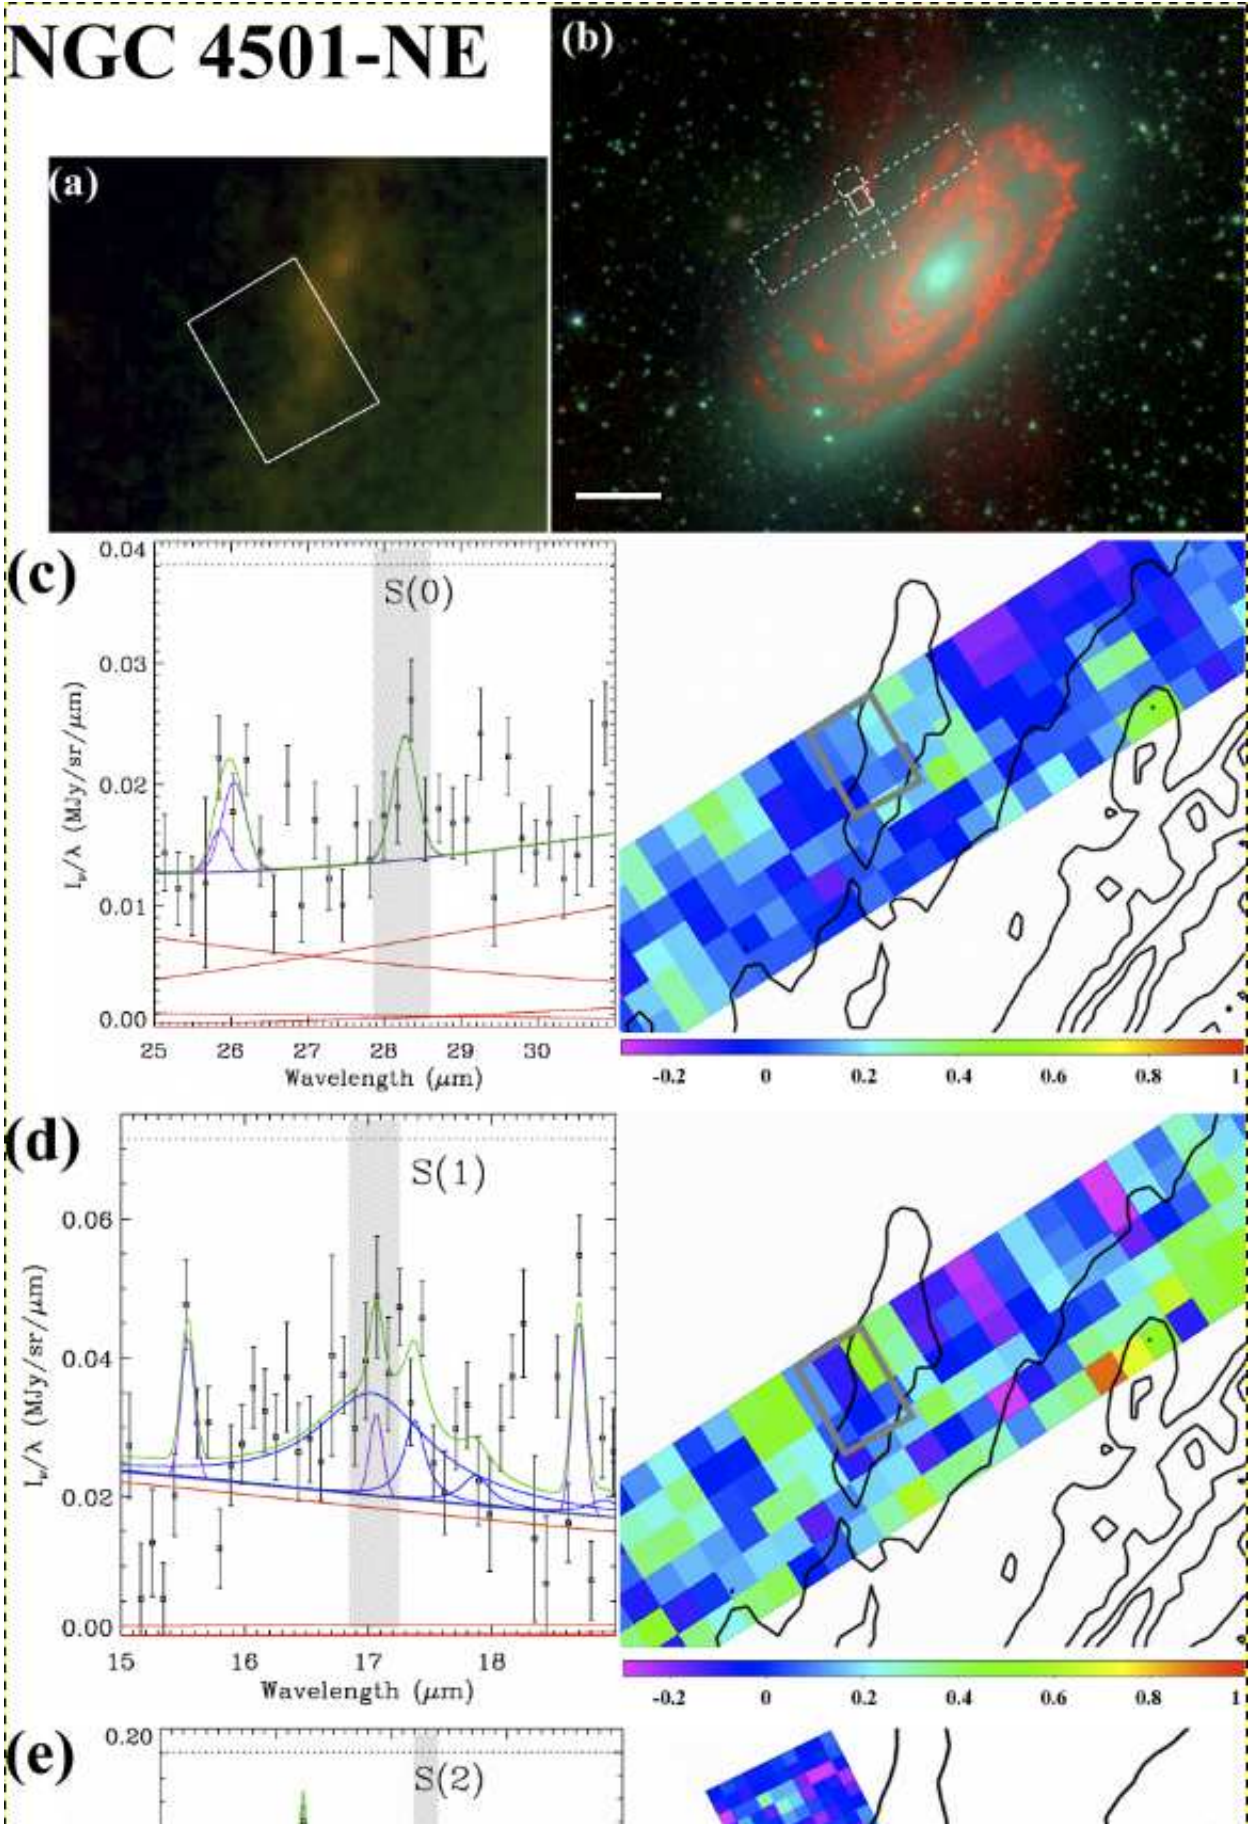 NGC 4501-NE
(a)
(b)
(c)
S(0)
0.04
0.03
0.02
0.01
0.00
I_ν/λ (MJy/sr/μm)
25 26 27 28 29 30
Wavelength (μm)
-0.2 0 0.2 0.4 0.6 0.8 1
(d)
S(1)
0.06
0.04
0.02
0.00
I_ν/λ (MJy/sr/μm)
15 16 17 18
Wavelength (μm)
-0.2 0 0.2 0.4 0.6 0.8 1
(e)
0.20
S(2)